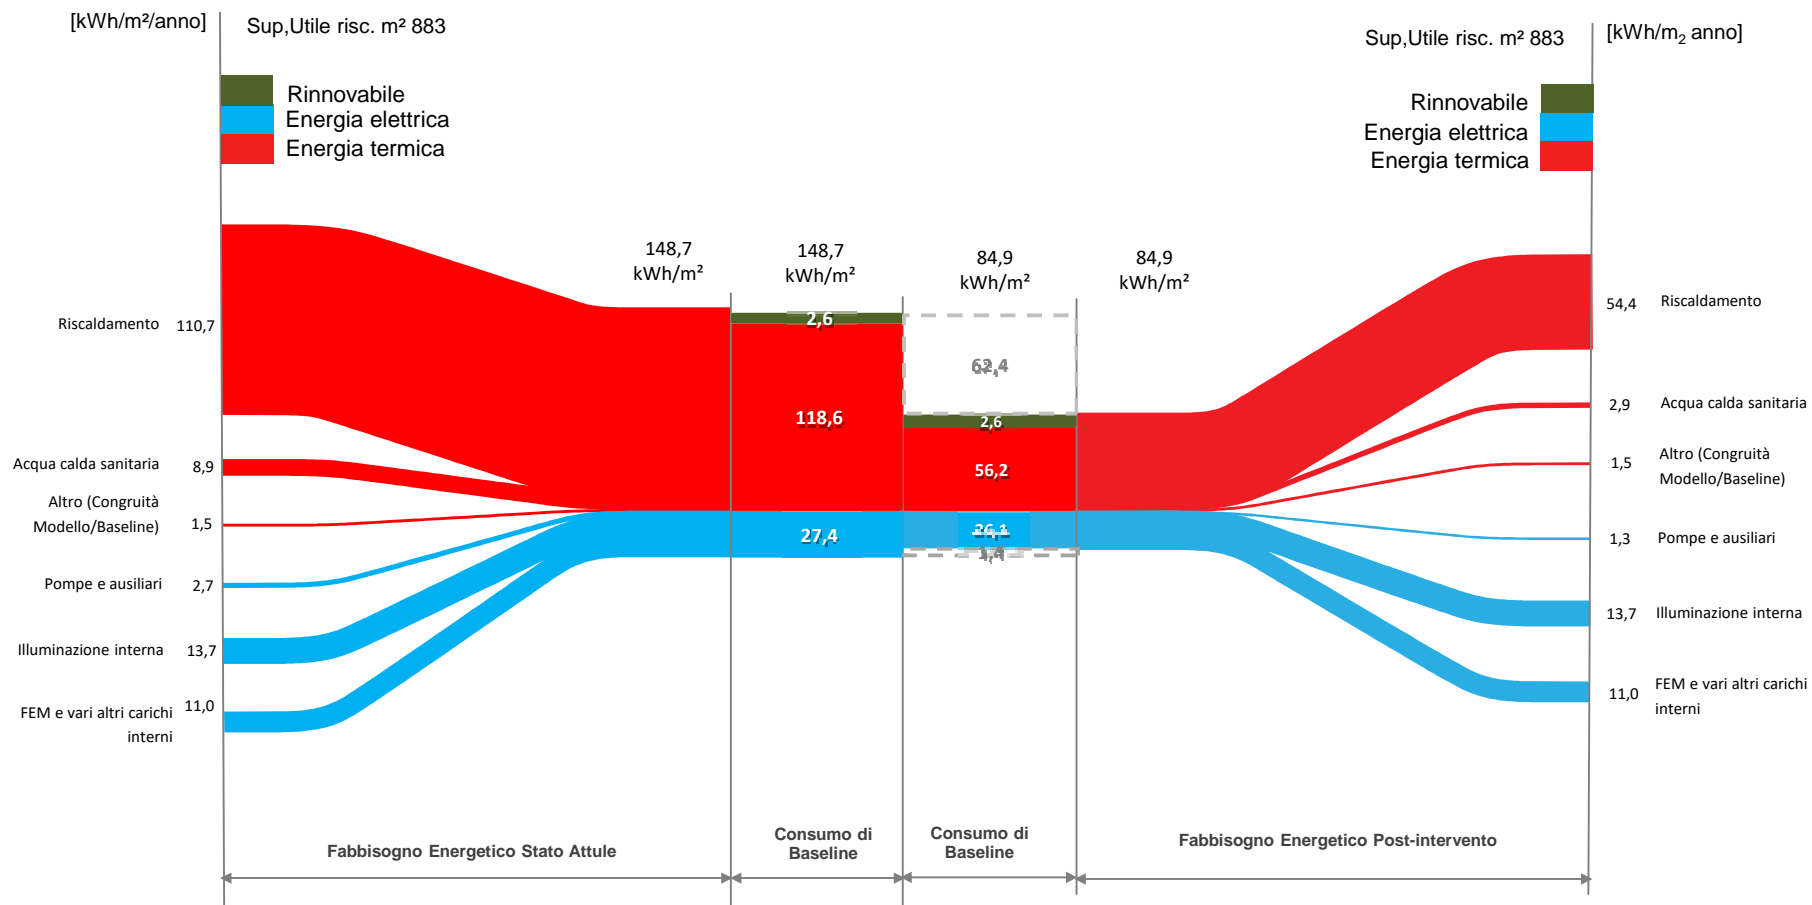 [kWh/m²/anno]
Sup,Utile risc. m² 883
Rinnovabile
Energia elettrica
Energia termica
Sup,Utile risc. m² 883
[kWh/m₂ anno]
Rinnovabile
Energia elettrica
Energia termica
148,7
kWh/m²
148,7
kWh/m²
84,9
kWh/m²
84,9
kWh/m²
Riscaldamento 110,7
Acqua calda sanitaria 8,9
Altro (Congruità
Modello/Baseline) 1,5
Pompe e ausiliari 2,7
Illuminazione interna 13,7
FEM e vari altri carichi 11,0
interni
2,6
118,6
27,4
62,4
2,6
56,2
26,1
54,4 Riscaldamento
2,9 Acqua calda sanitaria
1,5 Altro (Congruità
Modello/Baseline)
1,3 Pompe e ausiliari
13,7 Illuminazione interna
11,0 FEM e vari altri carichi
interni
Fabbisogno Energetico Stato Attule
Consumo di
Baseline
Consumo di
Baseline
Fabbisogno Energetico Post-intervento